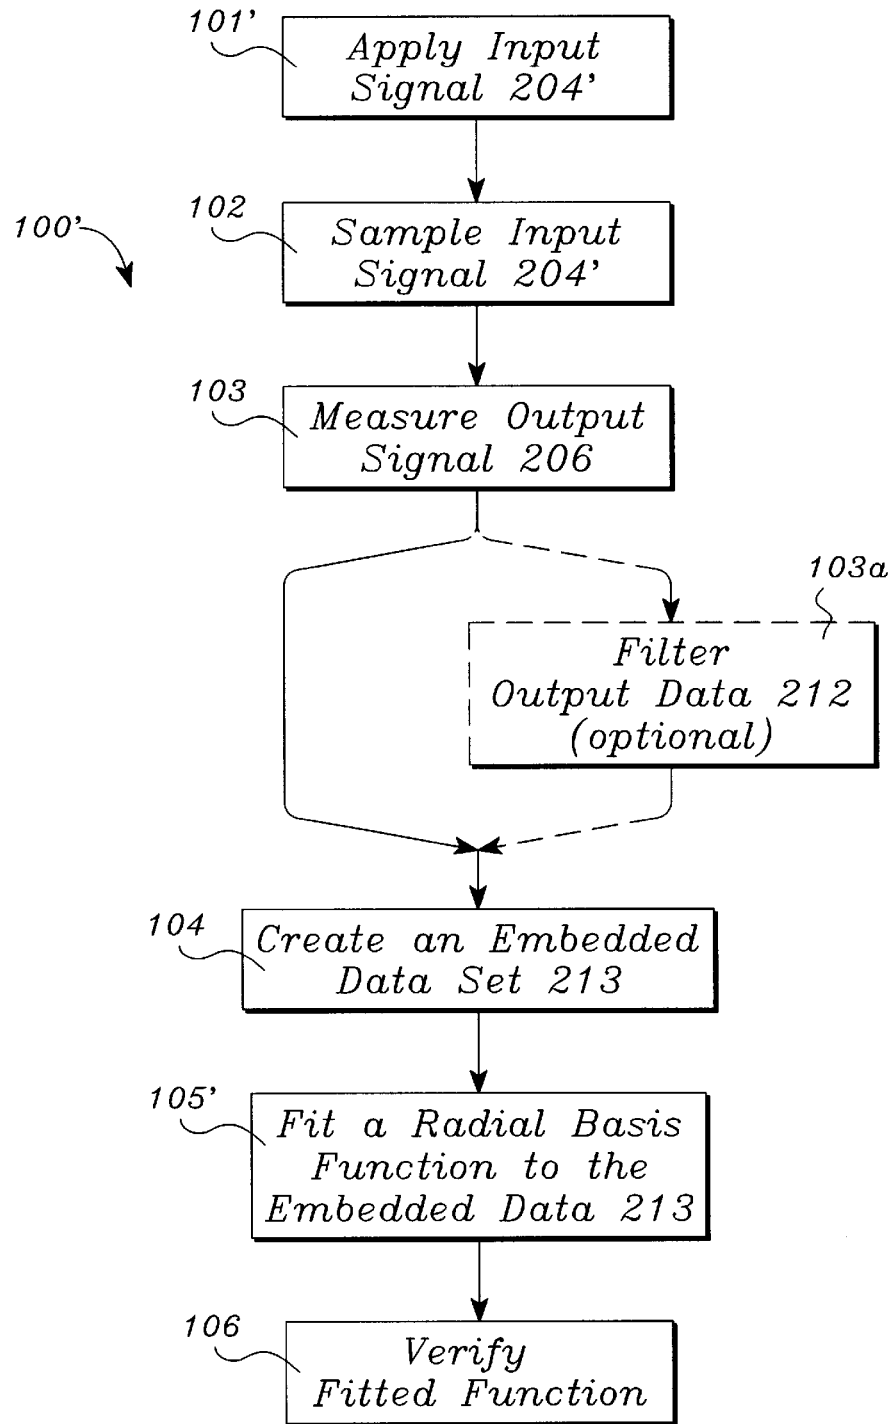 101'
Apply Input
Signal 204'
100'
102
Sample Input
Signal 204'
103
Measure Output
Signal 206
103a
Filter
Output Data 212
(optional)
104
Create an Embedded
Data Set 213
105'
Fit a Radial Basis
Function to the
Embedded Data 213
106
Verify
Fitted Function